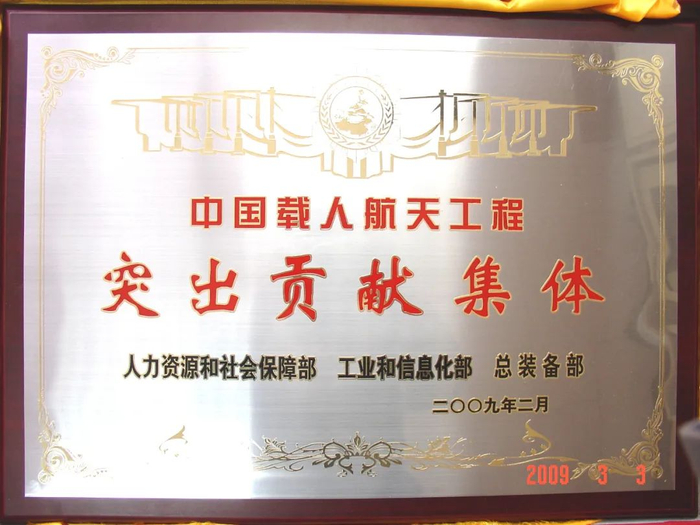 中国载人航天工程
突出贡献集体
人力资源和社会保障部 工业和信息化部 总装备部
二〇〇九年二月
2009 3 3